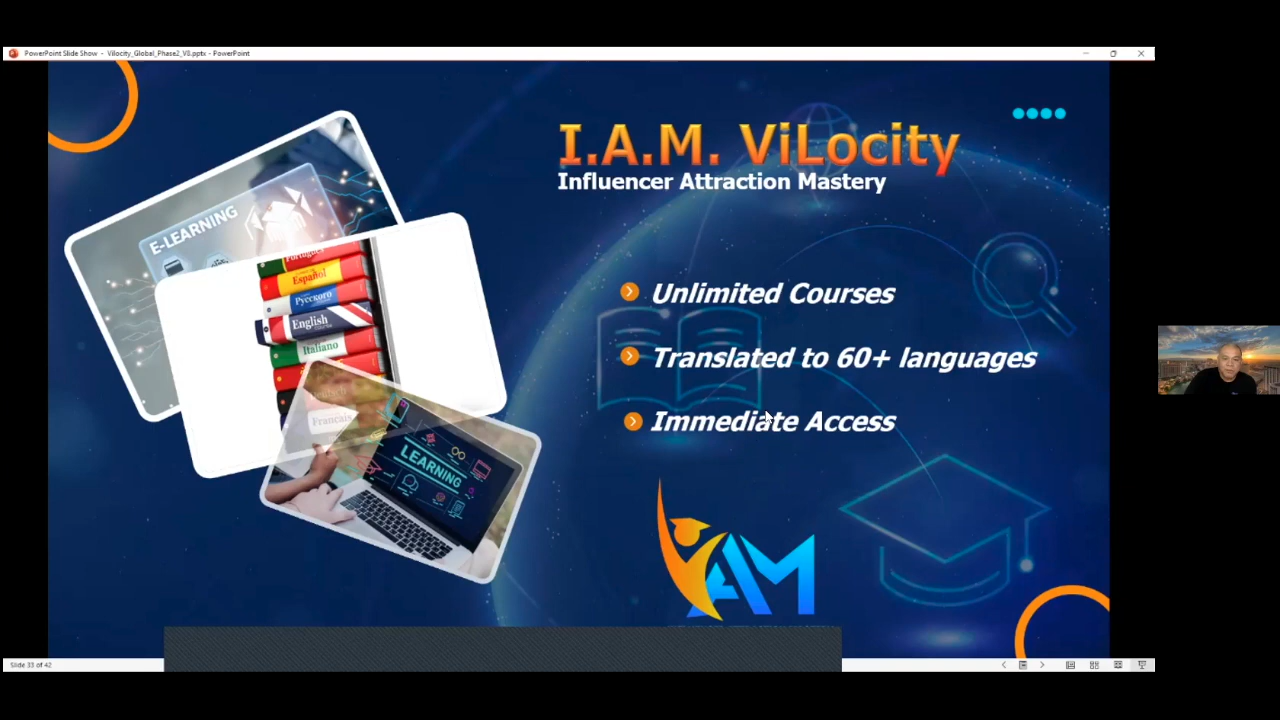 PowerPoint Slide Show - Vilocity_Global_Phase2_V8.pptx - PowerPoint
I.A.M. ViLocity
Influencer Attraction Mastery
E-LEARNING
Português
Español
Русского
English
Italiano
Français
LEARNING
Unlimited Courses
Translated to 60+ languages
Immediate Access
AM
Slide 33 of 42